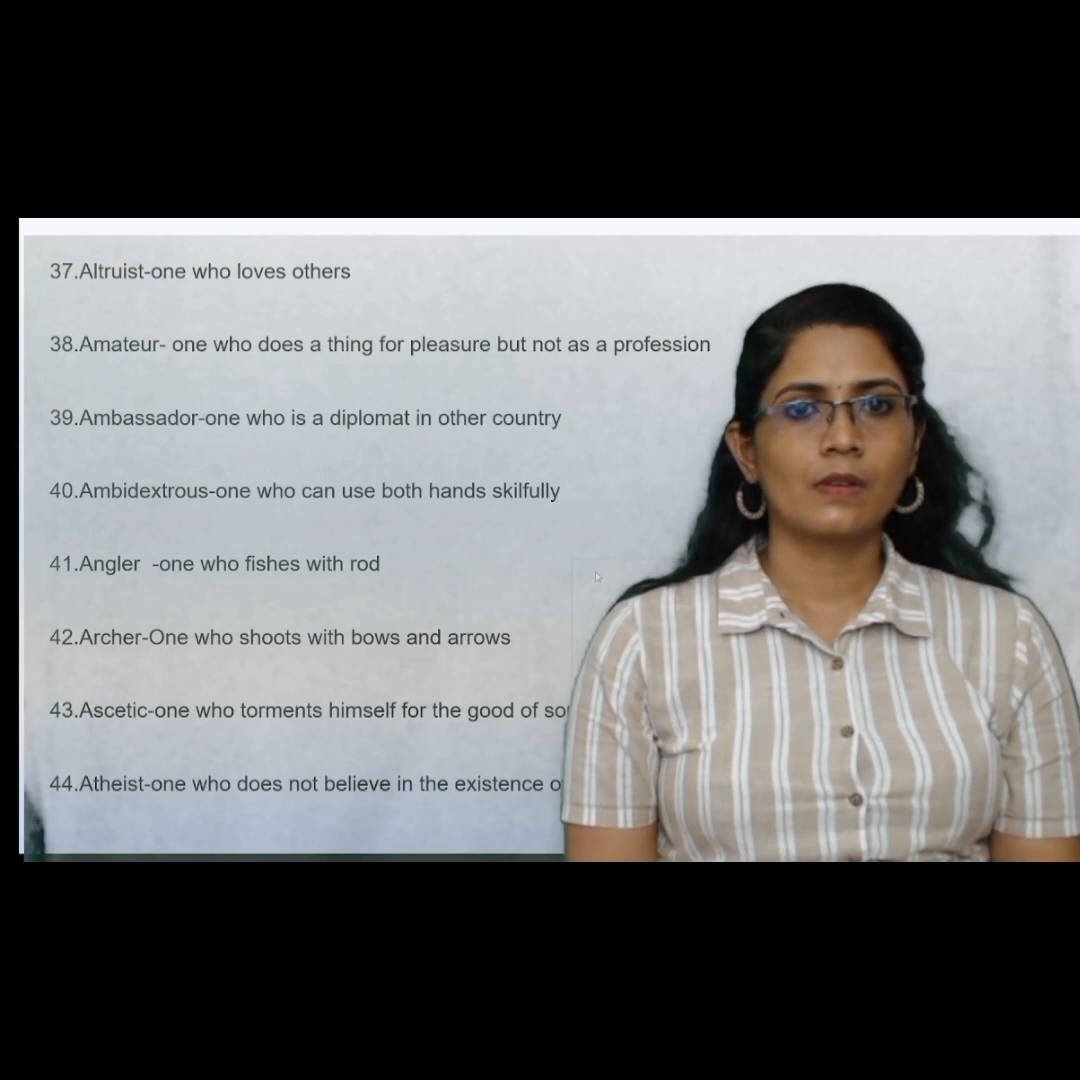 37.Altruist-one who loves others
38.Amateur- one who does a thing for pleasure but not as a profession
39.Ambassador-one who is a diplomat in other country
40.Ambidextrous-one who can use both hands skilfully
41.Angler -one who fishes with rod
42.Archer-One who shoots with bows and arrows
43.Ascetic-one who torments himself for the good of
44.Atheist-one who does not believe in the existence